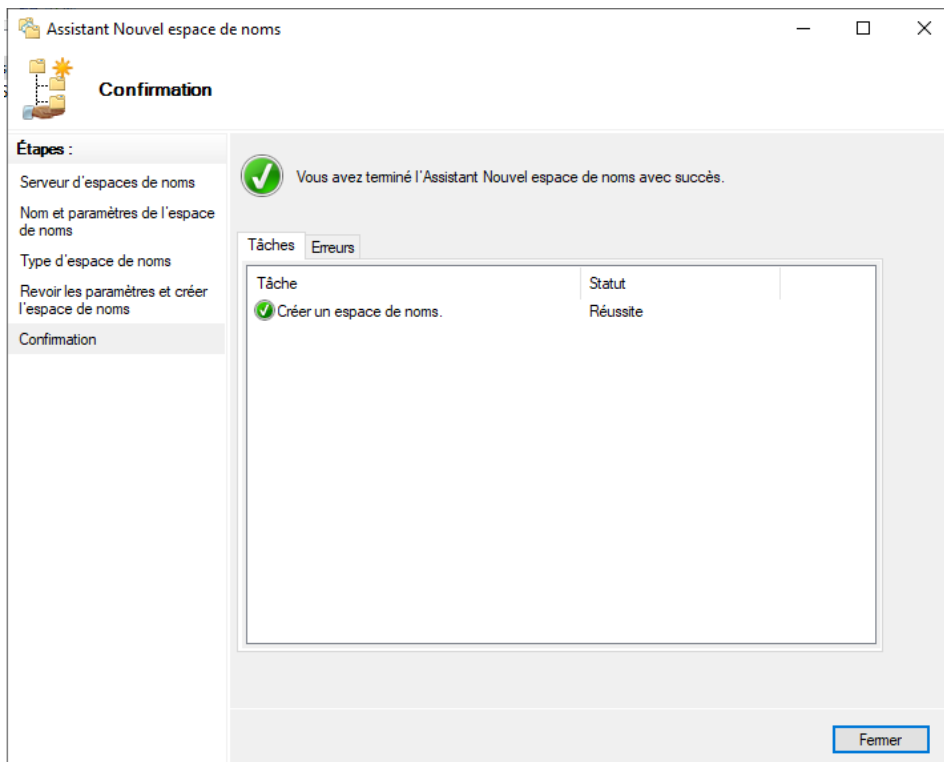 Assistant Nouvel espace de noms
Confirmation
Étapes :
Serveur d'espaces de noms
Nom et paramètres de l'espace
de noms
Type d'espace de noms
Revoir les paramètres et créer
l'espace de noms
Confirmation
Vous avez terminé l'Assistant Nouvel espace de noms avec succès.
Tâches Erreurs
Tâche Statut
Créer un espace de noms. Réussite
Fermer